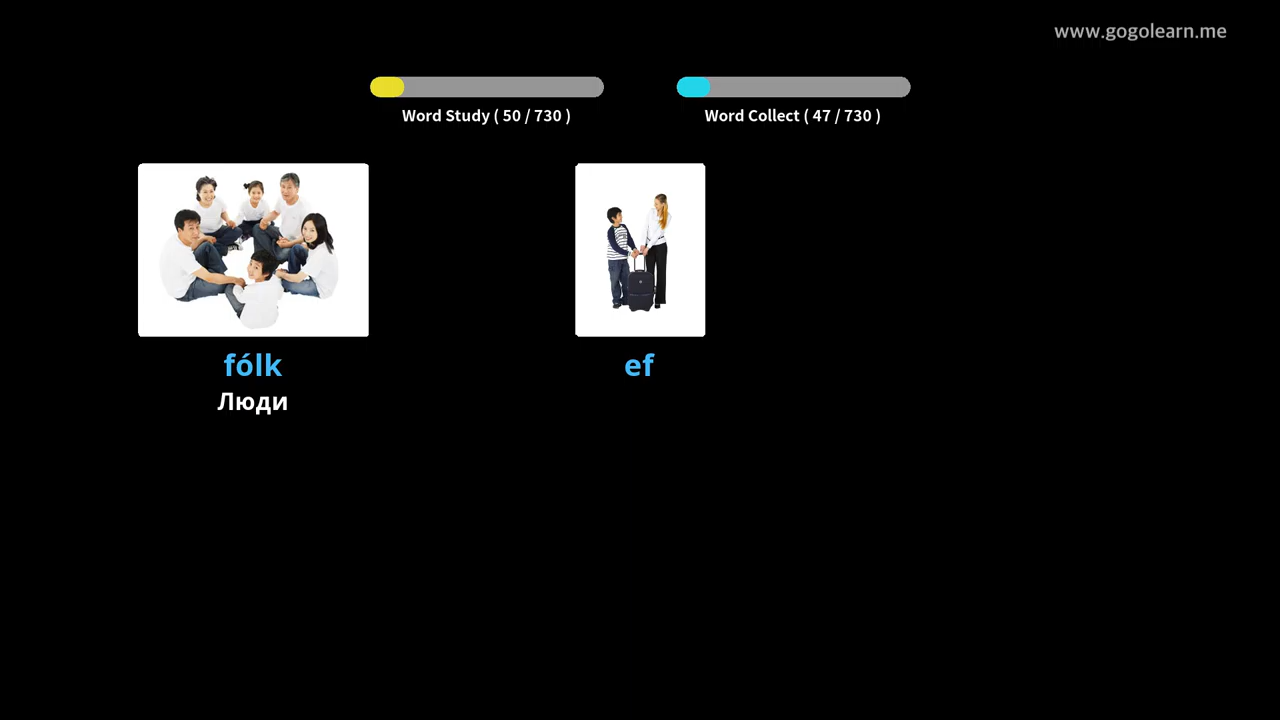 www.gogolearn.me
Word Study ( 50 / 730 )
Word Collect ( 47 / 730 )
fólk
Люди
ef